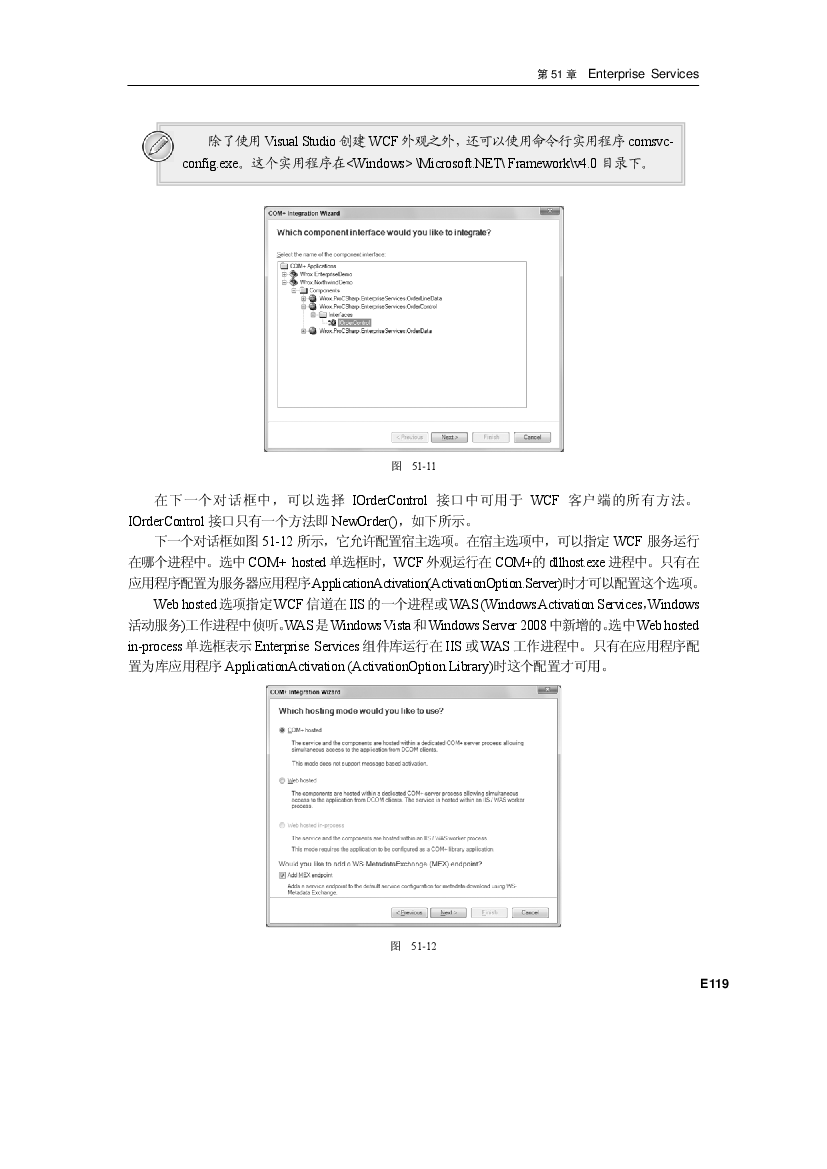 第 51 章 Enterprise Services
除了使用 Visual Studio 创建 WCF 外观之外，还可以使用命令行实用程序 comsvc-
config.exe。这个实用程序在<Windows> \Microsoft.NET\ Framework\v4.0 目录下。
COM+ Integration Wizard
Which component interface would you like to integrate?
Select the name of the component interface:
COM+ Applications
Wrox.EnterpriseDemo
Wrox.NorthwindDemo
Components
Wrox.ProCSharp.EnterpriseServices.OrderLineData
Wrox.ProCSharp.EnterpriseServices.OrderControl
Interfaces
IOrderControl
Wrox.ProCSharp.EnterpriseServices.OrderData
< Previous Next > Finish Cancel
图 51-11
在下一个对话框中，可以选择 IOrderControl 接口中可用于 WCF 客户端的所有方法。
IOrderControl 接口只有一个方法即 NewOrder()，如下所示。
下一个对话框如图 51-12 所示，它允许配置宿主选项。在宿主选项中，可以指定 WCF 服务运行
在哪个进程中。选中 COM+ hosted 单选框时，WCF 外观运行在 COM+的 dllhost.exe 进程中。只有在
应用程序配置为服务器应用程序 ApplicationActivation(ActivationOption.Server)时才可以配置这个选项。
Web hosted 选项指定 WCF 信道在 IIS 的一个进程或 WAS (Windows Activation Services，Windows
活动服务)工作进程中侦听。WAS 是 Windows Vista 和 Windows Server 2008 中新增的。选中 Web hosted
in-process 单选框表示 Enterprise Services 组件库运行在 IIS 或 WAS 工作进程中。只有在应用程序配
置为库应用程序 ApplicationActivation (ActivationOption Library)时这个配置才可用。
COM+ Integration Wizard
Which hosting mode would you like to use?
COM+ hosted
The service and the components are hosted within a dedicated COM+ server process allowing
simultaneous access to the application from DCOM clients.
This mode does not support message based activation.
Web hosted
The components are hosted within a dedicated COM+ server process allowing simultaneous
access to the application from DCOM clients. The service is hosted within an IIS / WAS worker
process.
Web hosted in-process
The service and the components are hosted within an IIS / WAS worker process.
This mode requires the application to be configured as a COM+ library application.
Would you like to add a WS-MetadataExchange (MEX) endpoint?
Add MEX endpoint
Adds a service endpoint to the default service configuration for metadata download using WS-
Metadata Exchange.
< Previous Next > Finish Cancel
图 51-12
E119